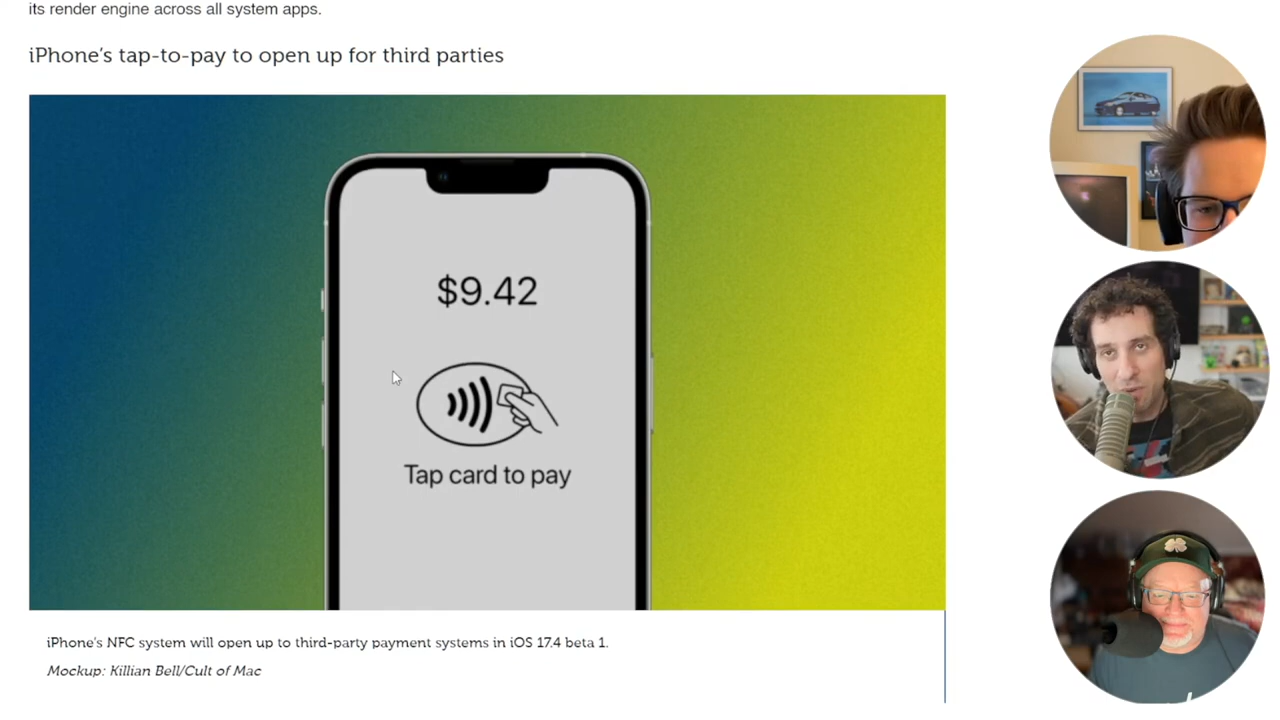 its render engine across all system apps.
iPhone's tap-to-pay to open up for third parties
$9.42
Tap card to pay
iPhone's NFC system will open up to third-party payment systems in iOS 17.4 beta 1.
Mockup: Killian Bell/Cult of Mac